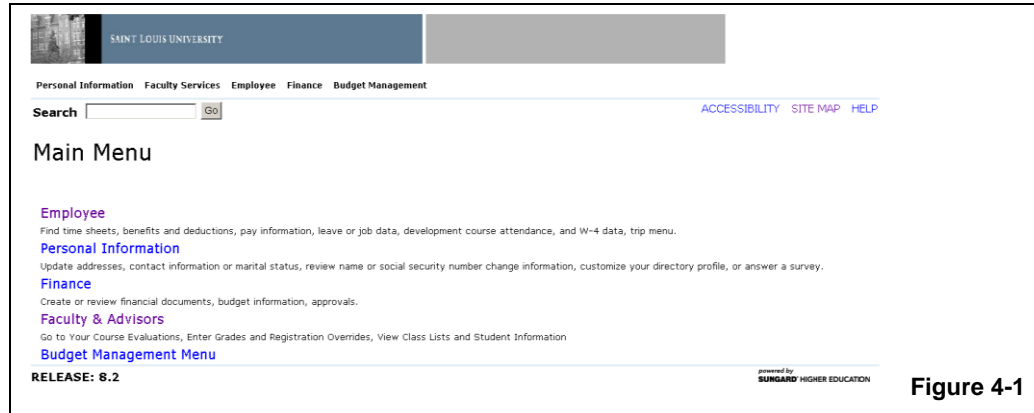 SAINT LOUIS UNIVERSITY
Personal Information Faculty Services Employee Finance Budget Management
Search Go ACCESSIBILITY SITE MAP HELP
Main Menu
Employee
Find time sheets, benefits and deductions, pay information, leave or job data, development course attendance, and W-4 data, trip menu.
Personal Information
Update addresses, contact information or marital status, review name or social security number change information, customize your directory profile, or answer a survey.
Finance
Create or review financial documents, budget information, approvals.
Faculty & Advisors
Go to Your Course Evaluations, Enter Grades and Registration Overrides, View Class Lists and Student Information
Budget Management Menu
RELEASE: 8.2
powered by
SUNGARD' HIGHER EDUCATION
Figure 4-1